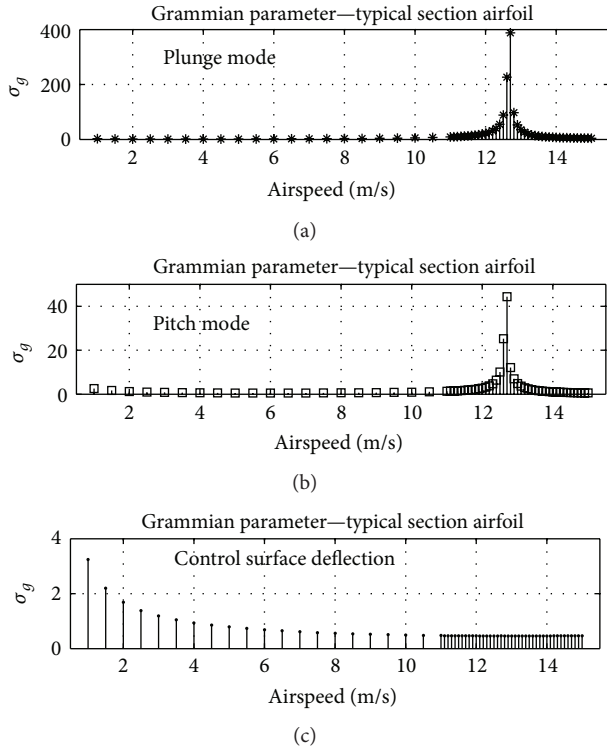 Grammian parameter—typical section airfoil
400
200
0
σg
Plunge mode
2 4 6 8 10 12 14
Airspeed (m/s)
(a)
Grammian parameter—typical section airfoil
40
20
0
σg
Pitch mode
2 4 6 8 10 12 14
Airspeed (m/s)
(b)
Grammian parameter—typical section airfoil
4
2
0
σg
Control surface deflection
2 4 6 8 10 12 14
Airspeed (m/s)
(c)